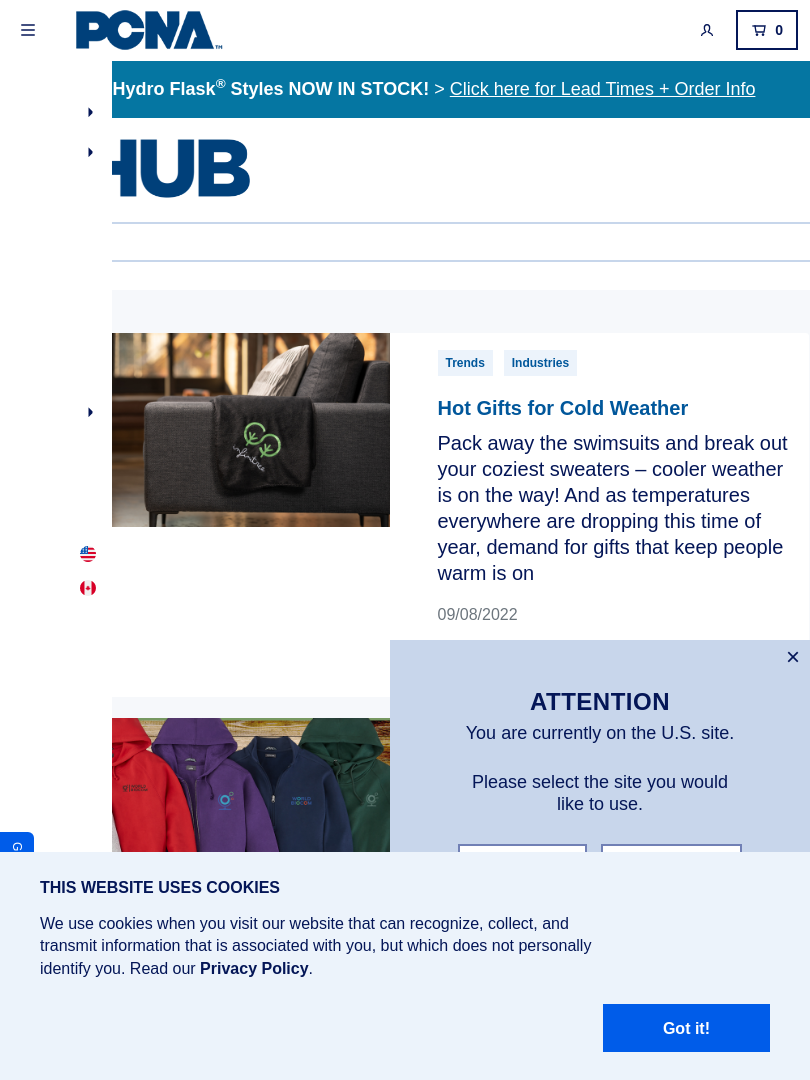 PCNA™
0
Hydro Flask® Styles NOW IN STOCK! > Click here for Lead Times + Order Info
HUB
Trends Industries
Hot Gifts for Cold Weather
Pack away the swimsuits and break out
your coziest sweaters – cooler weather
is on the way! And as temperatures
everywhere are dropping this time of
year, demand for gifts that keep people
warm is on
09/08/2022
infinitree
×
ATTENTION
You are currently on the U.S. site.
Please select the site you would
like to use.
G
THIS WEBSITE USES COOKIES
We use cookies when you visit our website that can recognize, collect, and
transmit information that is associated with you, but which does not personally
identify you. Read our Privacy Policy.
Got it!